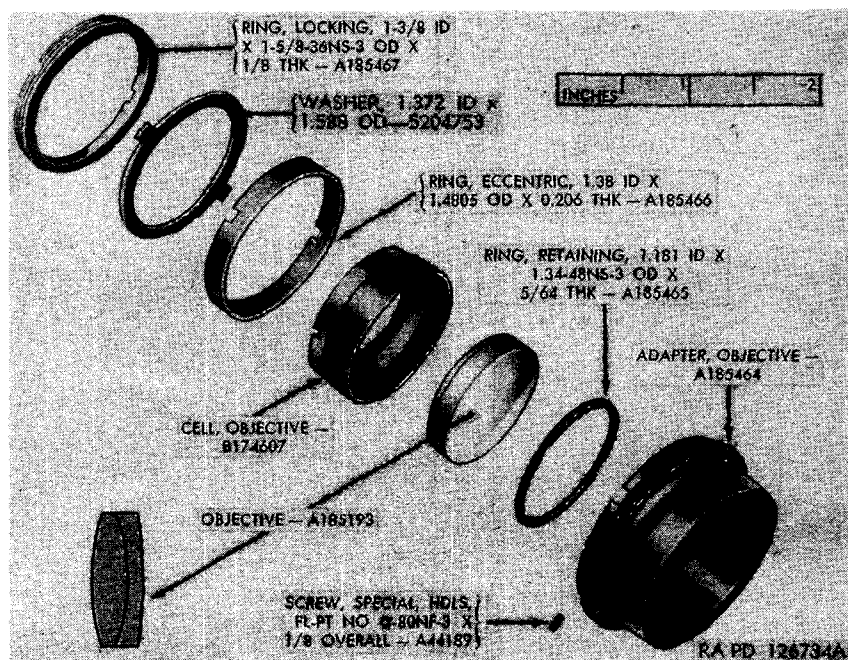 RING, LOCKING, 1-3/8 ID
X 1-5/8-36NS-3 OD X
1/8 THK — A185467
WASHER, 1.372 ID X
1.588 OD—5204753
INCHES 1 2
RING, ECCENTRIC, 1.38 ID X
1.4805 OD X 0.206 THK — A185466
RING, RETAINING, 1.181 ID X
1.34-48NS-3 OD X
5/64 THK — A185465
ADAPTER, OBJECTIVE —
A185464
CELL, OBJECTIVE —
B174607
OBJECTIVE — A185193
SCREW, SPECIAL, HDLS,
FL-PT NO 0-80NF-3 X
1/8 OVERALL — A44189
RA PD 126734A